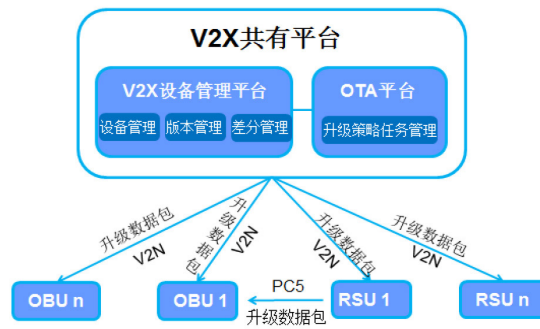 V2X共有平台
V2X设备管理平台
OTA平台
设备管理
版本管理
差分管理
升级策略任务管理
升级数据包
V2N
升级数据包
V2N
升级数据包
V2N
升级数据包
V2N
OBU n
OBU 1
PC5
升级数据包
RSU 1
RSU n